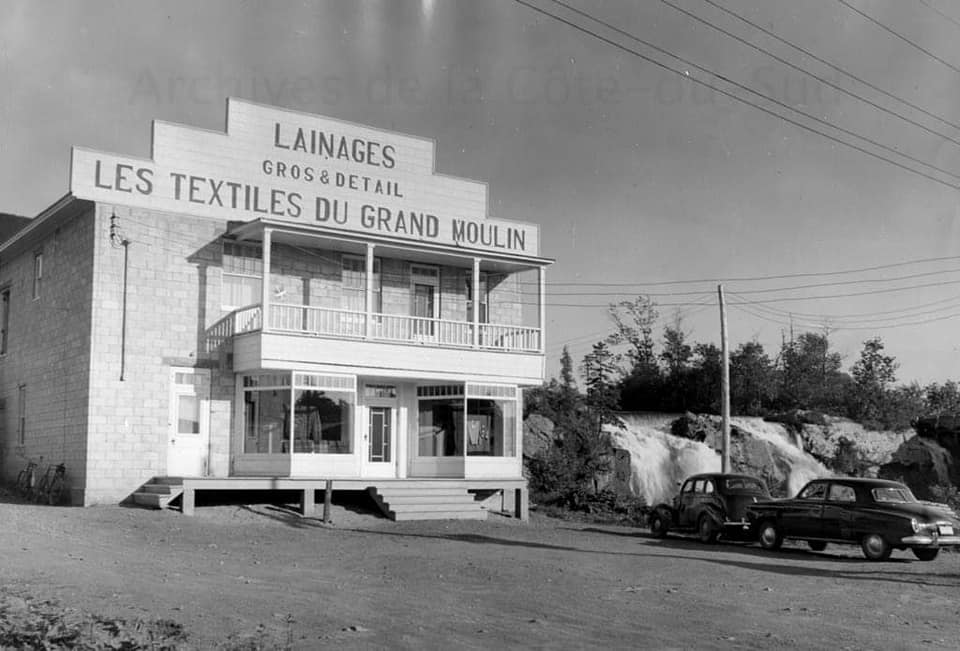 Archives de la Côte-du-Sud
LAINAGES
GROS & DETAIL
LES TEXTILES DU GRAND MOULIN